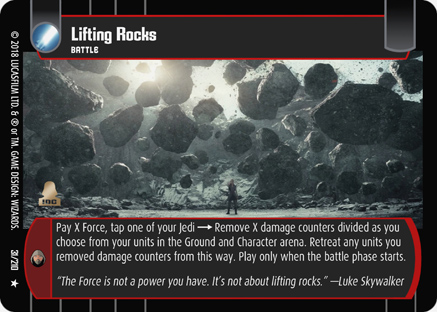 Lifting Rocks
BATTLE
Pay X Force, tap one of your Jedi → Remove X damage counters divided as you
choose from your units in the Ground and Character arena. Retreat any units you
removed damage counters from this way. Play only when the battle phase starts.
“The Force is not a power you have. It’s not about lifting rocks.” –Luke Skywalker
© 2018 LUCASFILM LTD. & ® or TM. GAME DESIGN: WIZARDS.
31/210 ★